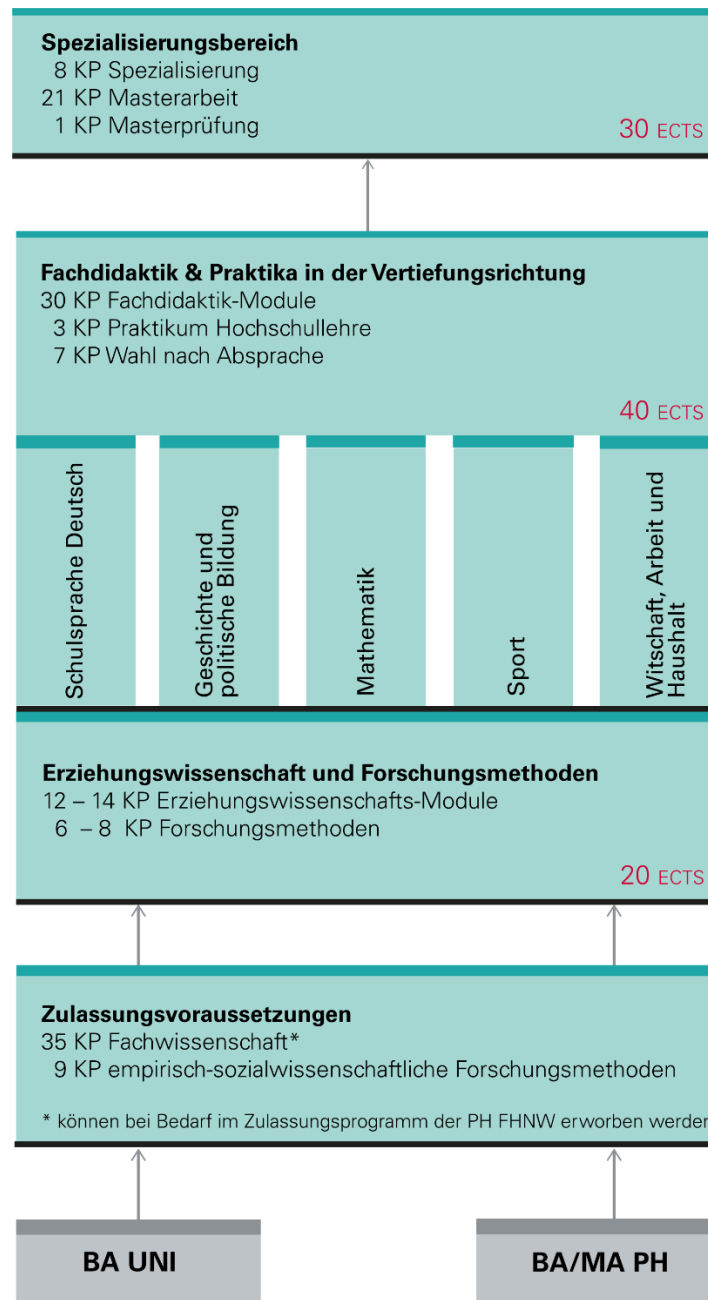 Spezialisierungsbereich
8 KP Spezialisierung
21 KP Masterarbeit
1 KP Masterprüfung
30 ECTS
Fachdidaktik & Praktika in der Vertiefungsrichtung
30 KP Fachdidaktik-Module
3 KP Praktikum Hochschullehre
7 KP Wahl nach Absprache
40 ECTS
Schulsprache Deutsch
Geschichte und
politische Bildung
Mathematik
Sport
Witschaft, Arbeit und
Haushalt
Erziehungswissenschaft und Forschungsmethoden
12 – 14 KP Erziehungswissenschafts-Module
6 – 8 KP Forschungsmethoden
20 ECTS
Zulassungsvoraussetzungen
35 KP Fachwissenschaft*
9 KP empirisch-sozialwissenschaftliche Forschungsmethoden
* können bei Bedarf im Zulassungsprogramm der PH FHNW erworben werden
BA UNI
BA/MA PH